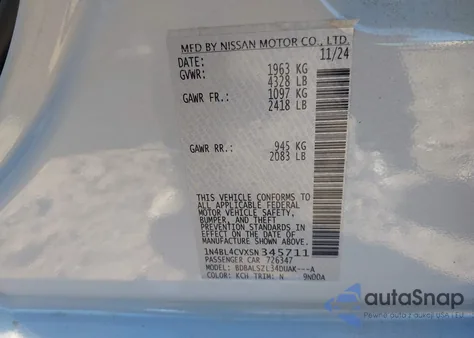 MFD BY NISSAN MOTOR CO., LTD.
DATE: 11/24
GVWR: 1963 KG
4328 LB
GAWR FR.: 1097 KG
2418 LB
GAWR RR.: 945 KG
2083 LB
THIS VEHICLE CONFORMS TO
ALL APPLICABLE FEDERAL
MOTOR VEHICLE SAFETY,
BUMPER, AND THEFT
PREVENTION STANDARDS IN
EFFECT ON THE DATE OF
MANUFACTURE SHOWN ABOVE.
1N4BL4CVXSN345711
PASSENGER CAR 726347
MODEL: BDBALSZL34DUAK---A
COLOR: KCH TRIM: N 9N00A
autoSnap